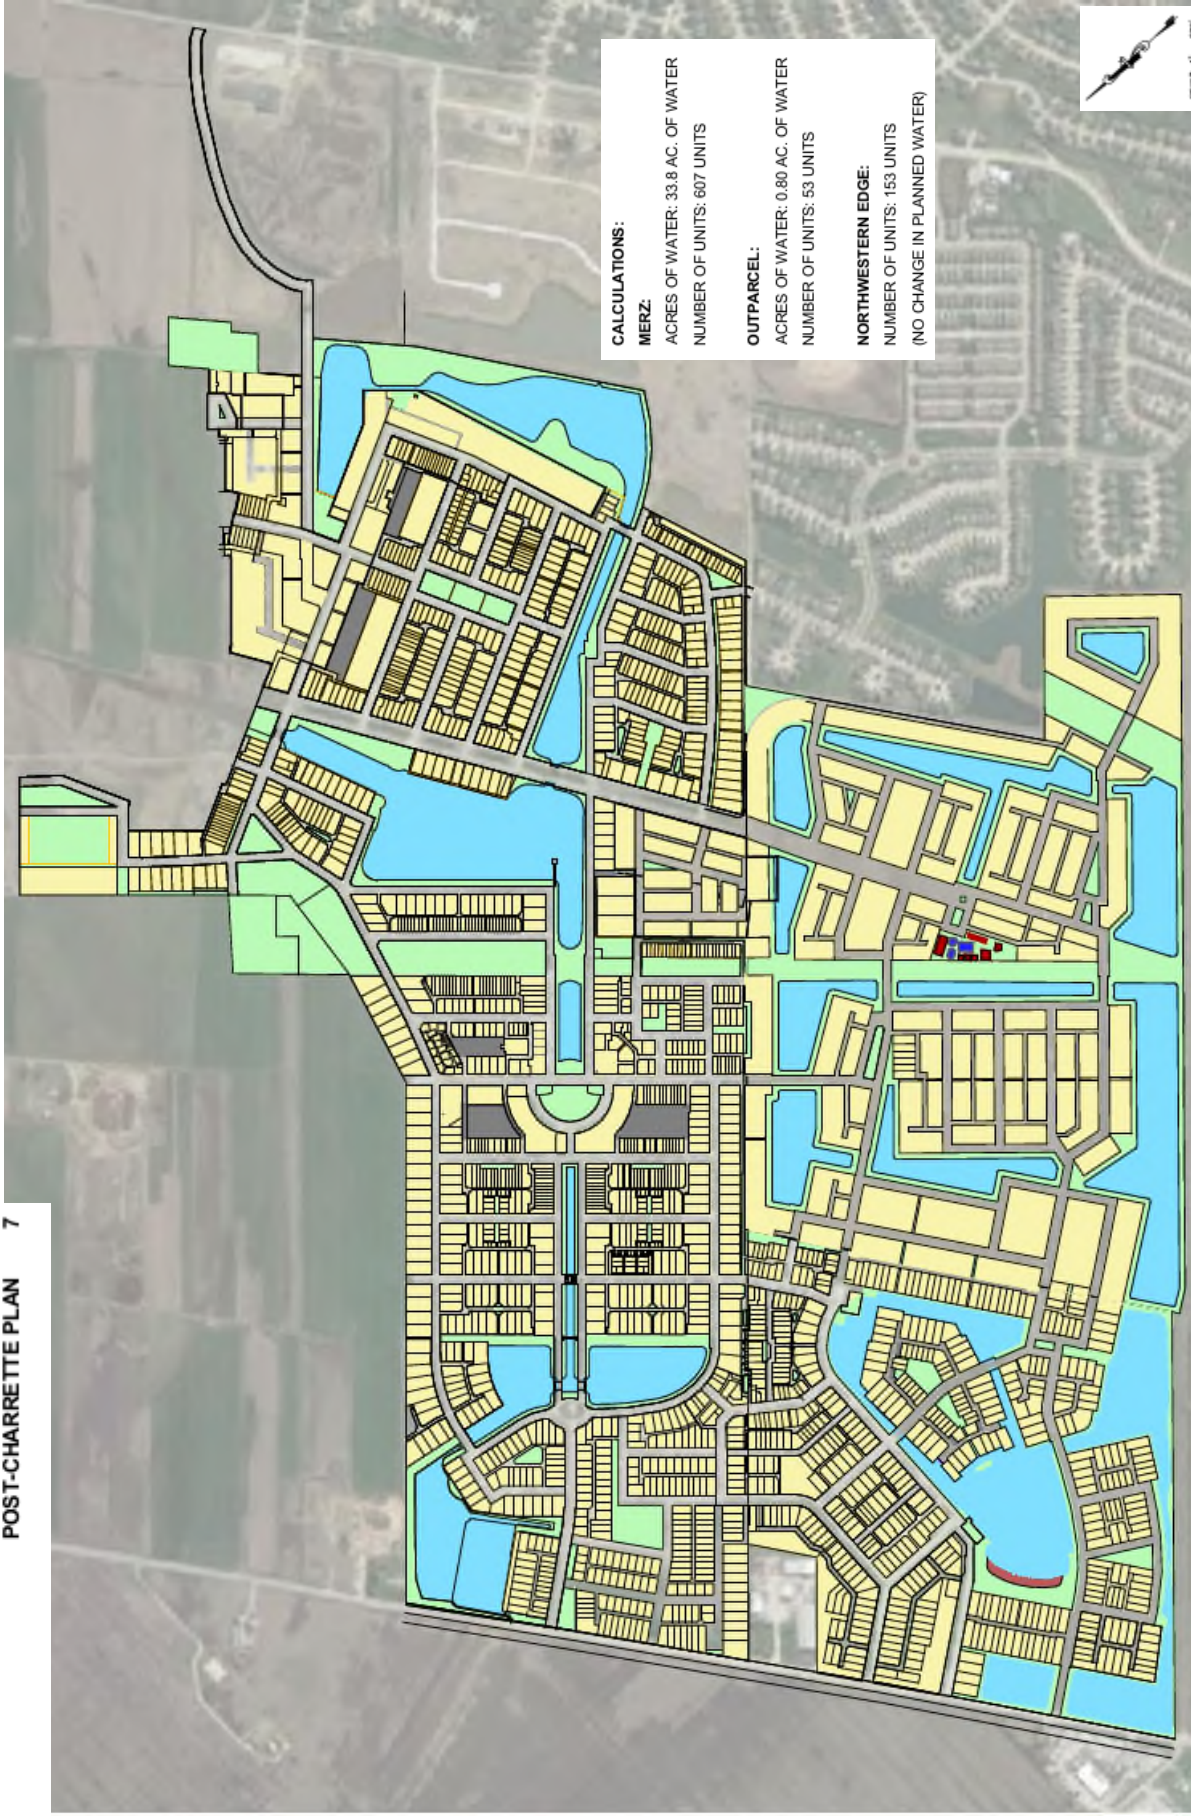 POST-CHARRETTE PLAN 7
CALCULATIONS:
MERZ:
ACRES OF WATER: 33.8 AC. OF WATER
NUMBER OF UNITS: 607 UNITS
OUTPARCEL:
ACRES OF WATER: 0.80 AC. OF WATER
NUMBER OF UNITS: 53 UNITS
NORTHWESTERN EDGE:
NUMBER OF UNITS: 153 UNITS
(NO CHANGE IN PLANNED WATER)